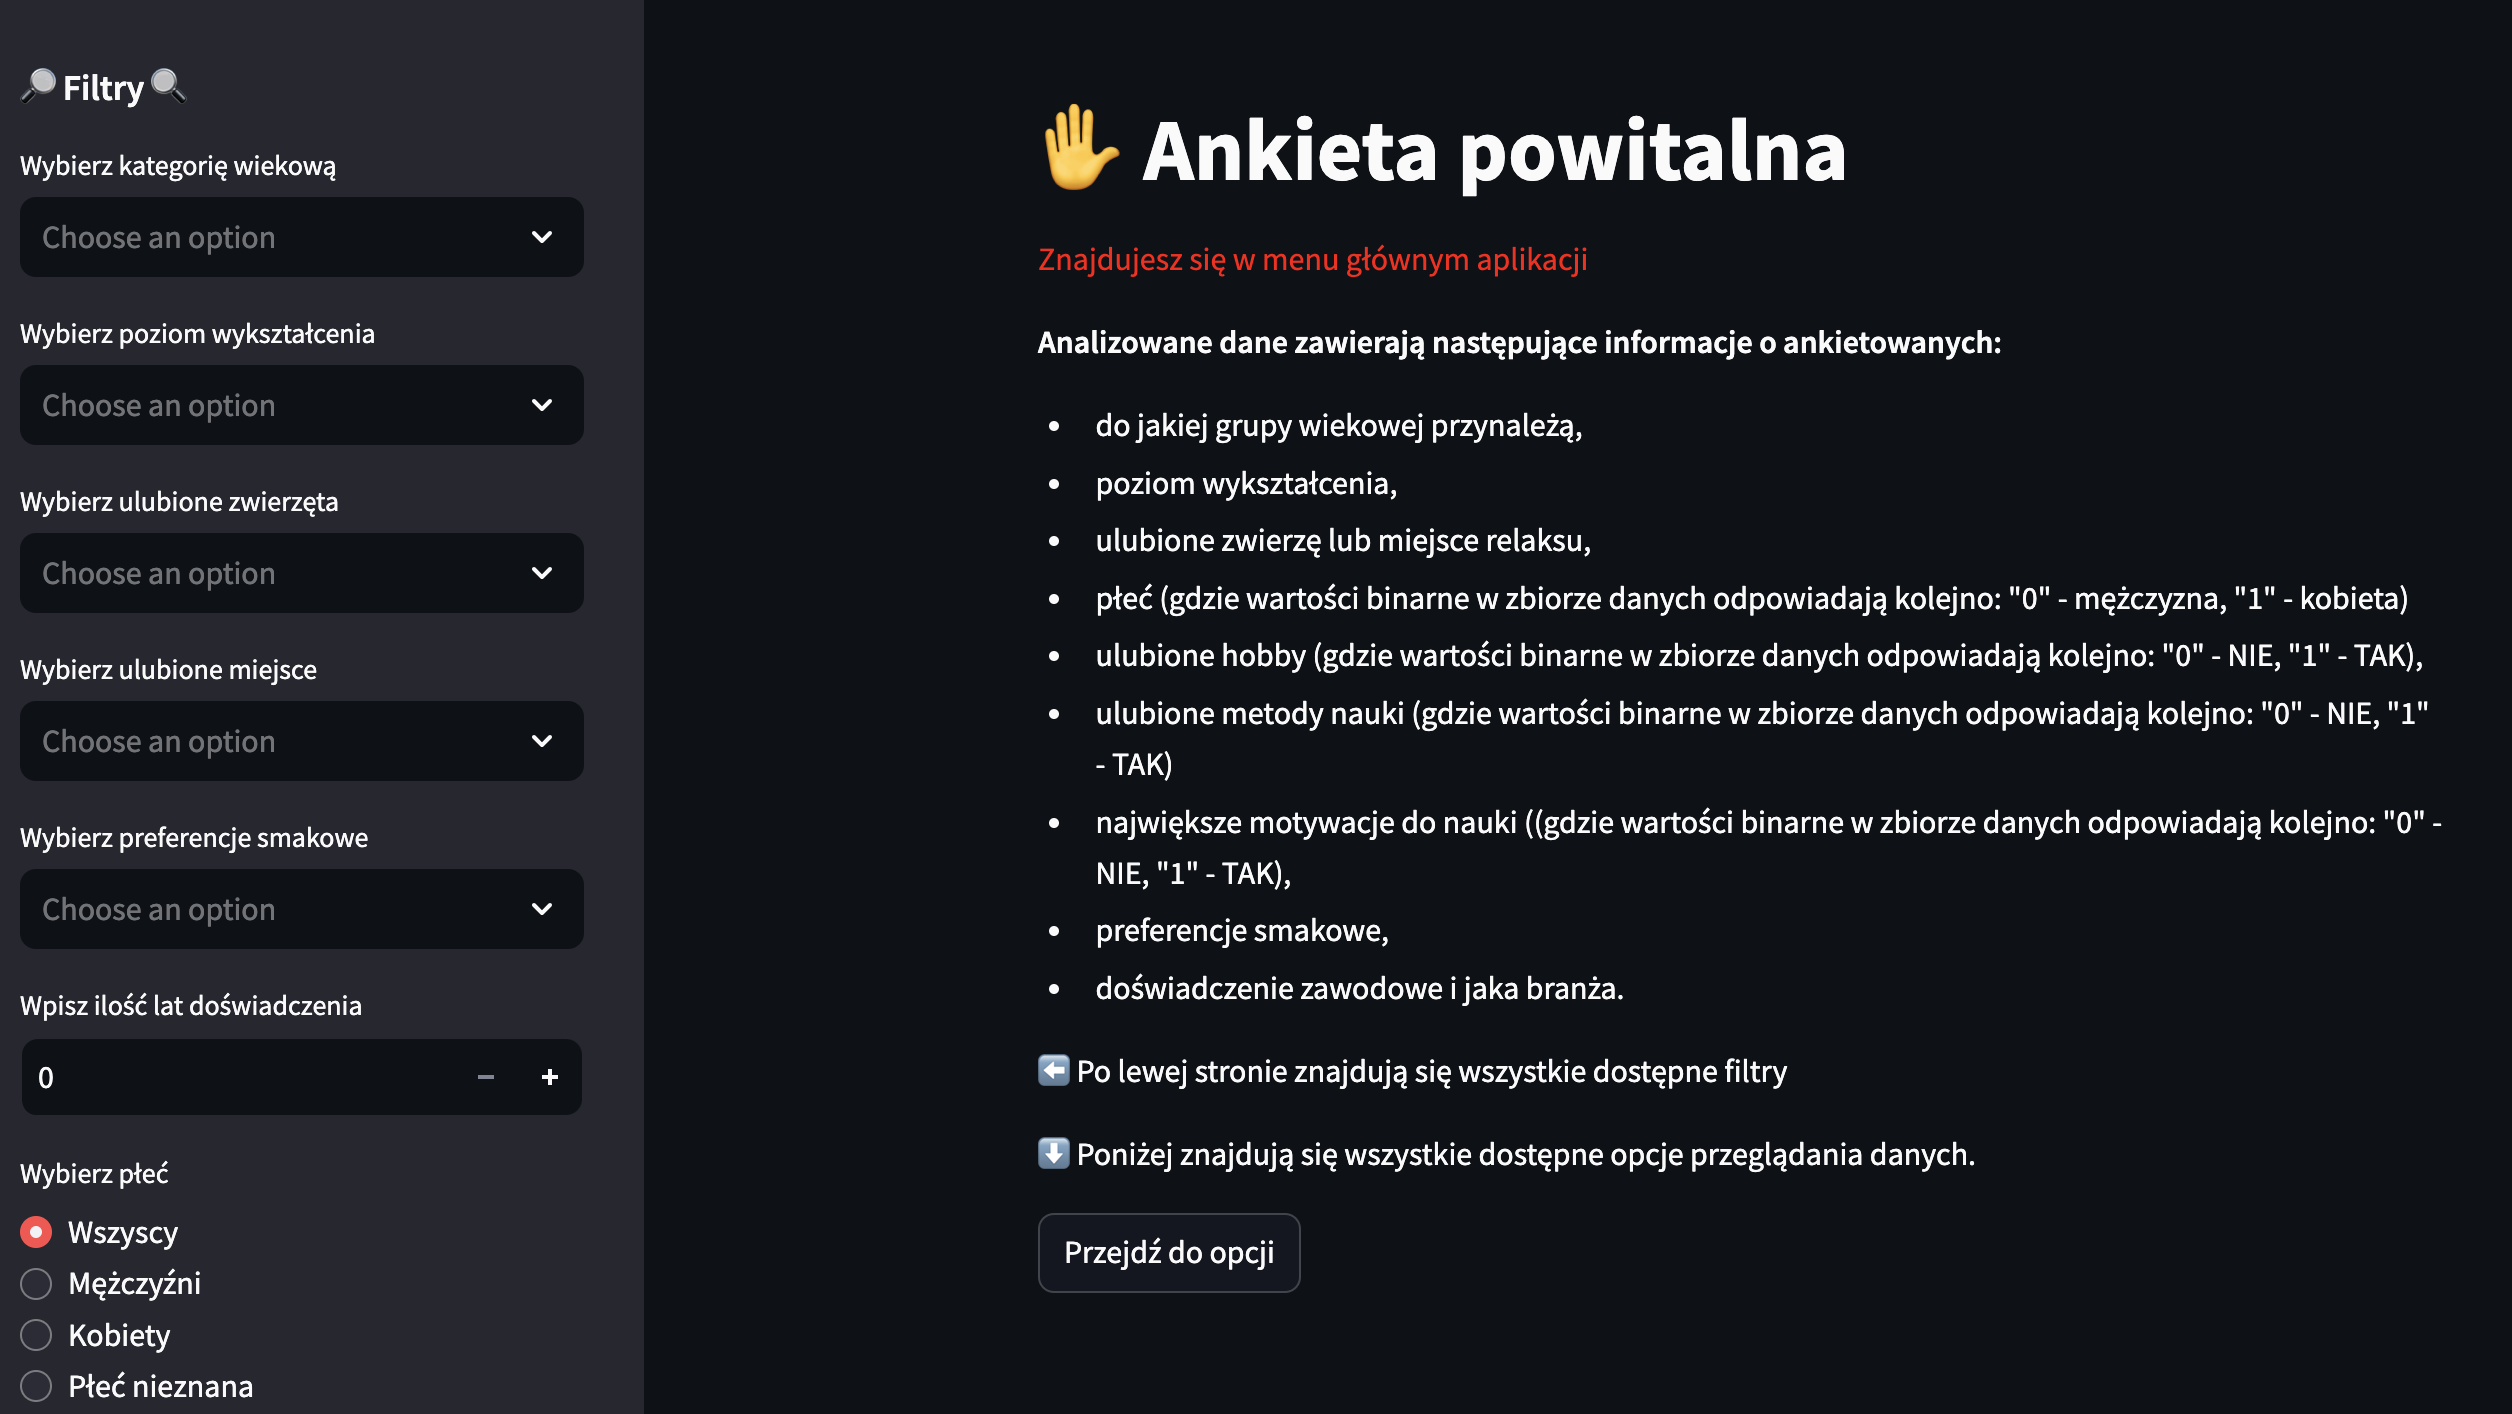 Filtry
Wybierz kategorię wiekową
Choose an option
Wybierz poziom wykształcenia
Choose an option
Wybierz ulubione zwierzęta
Choose an option
Wybierz ulubione miejsce
Choose an option
Wybierz preferencje smakowe
Choose an option
Wpisz ilość lat doświadczenia
0
Wybierz płeć
Wszyscy
Mężczyźni
Kobiety
Płeć nieznana
Ankieta powitalna
Znajdujesz się w menu głównym aplikacji
Analizowane dane zawierają następujące informacje o ankietowanych:
do jakiej grupy wiekowej przynależą,
poziom wykształcenia,
ulubione zwierzę lub miejsce relaksu,
płeć (gdzie wartości binarne w zbiorze danych odpowiadają kolejno: "0" - mężczyzna, "1" - kobieta)
ulubione hobby (gdzie wartości binarne w zbiorze danych odpowiadają kolejno: "0" - NIE, "1" - TAK),
ulubione metody nauki (gdzie wartości binarne w zbiorze danych odpowiadają kolejno: "0" - NIE, "1"
- TAK)
największe motywacje do nauki ((gdzie wartości binarne w zbiorze danych odpowiadają kolejno: "0" -
NIE, "1" - TAK),
preferencje smakowe,
doświadczenie zawodowe i jaka branża.
Po lewej stronie znajdują się wszystkie dostępne filtry
Poniżej znajdują się wszystkie dostępne opcje przeglądania danych.
Przejdź do opcji